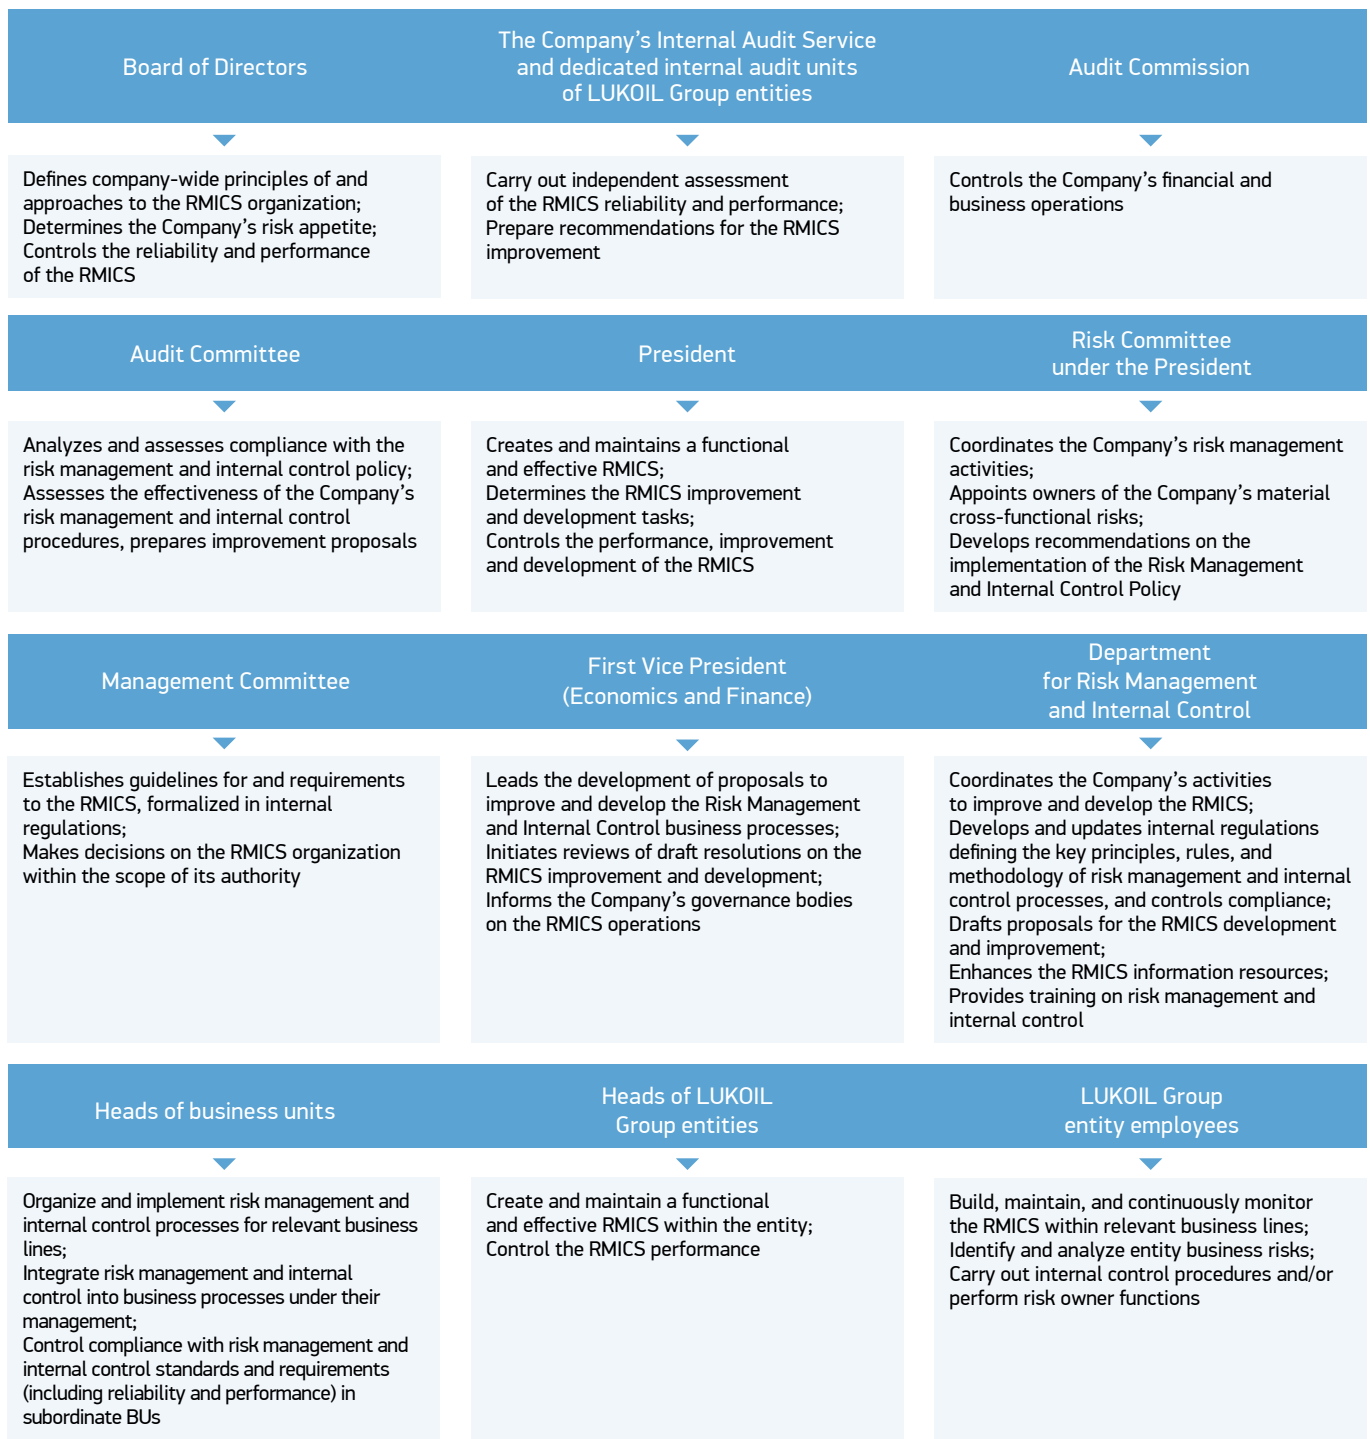 Board of Directors
The Company's Internal Audit Service
and dedicated internal audit units
of LUKOIL Group entities
Audit Commission
Defines company-wide principles of and
approaches to the RMICS organization;
Determines the Company's risk appetite;
Controls the reliability and performance
of the RMICS
Carry out independent assessment
of the RMICS reliability and performance;
Prepare recommendations for the RMICS
improvement
Controls the Company's financial and
business operations
Audit Committee
President
Risk Committee
under the President
Analyzes and assesses compliance with the
risk management and internal control policy;
Assesses the effectiveness of the Company's
risk management and internal control
procedures, prepares improvement proposals
Creates and maintains a functional
and effective RMICS;
Determines the RMICS improvement
and development tasks;
Controls the performance, improvement
and development of the RMICS
Coordinates the Company's risk management
activities;
Appoints owners of the Company's material
cross-functional risks;
Develops recommendations on the
implementation of the Risk Management
and Internal Control Policy
Management Committee
First Vice President
(Economics and Finance)
Department
for Risk Management
and Internal Control
Establishes guidelines for and requirements
to the RMICS, formalized in internal
regulations;
Makes decisions on the RMICS organization
within the scope of its authority
Leads the development of proposals to
improve and develop the Risk Management
and Internal Control business processes;
Initiates reviews of draft resolutions on the
RMICS improvement and development;
Informs the Company's governance bodies
on the RMICS operations
Coordinates the Company's activities
to improve and develop the RMICS;
Develops and updates internal regulations
defining the key principles, rules, and
methodology of risk management and internal
control processes, and controls compliance;
Drafts proposals for the RMICS development
and improvement;
Enhances the RMICS information resources;
Provides training on risk management and
internal control
Heads of business units
Heads of LUKOIL
Group entities
LUKOIL Group
entity employees
Organize and implement risk management and
internal control processes for relevant business
lines;
Integrate risk management and internal
control into business processes under their
management;
Control compliance with risk management and
internal control standards and requirements
(including reliability and performance) in
subordinate BUs
Create and maintain a functional
and effective RMICS within the entity;
Control the RMICS performance
Build, maintain, and continuously monitor
the RMICS within relevant business lines;
Identify and analyze entity business risks;
Carry out internal control procedures and/or
perform risk owner functions